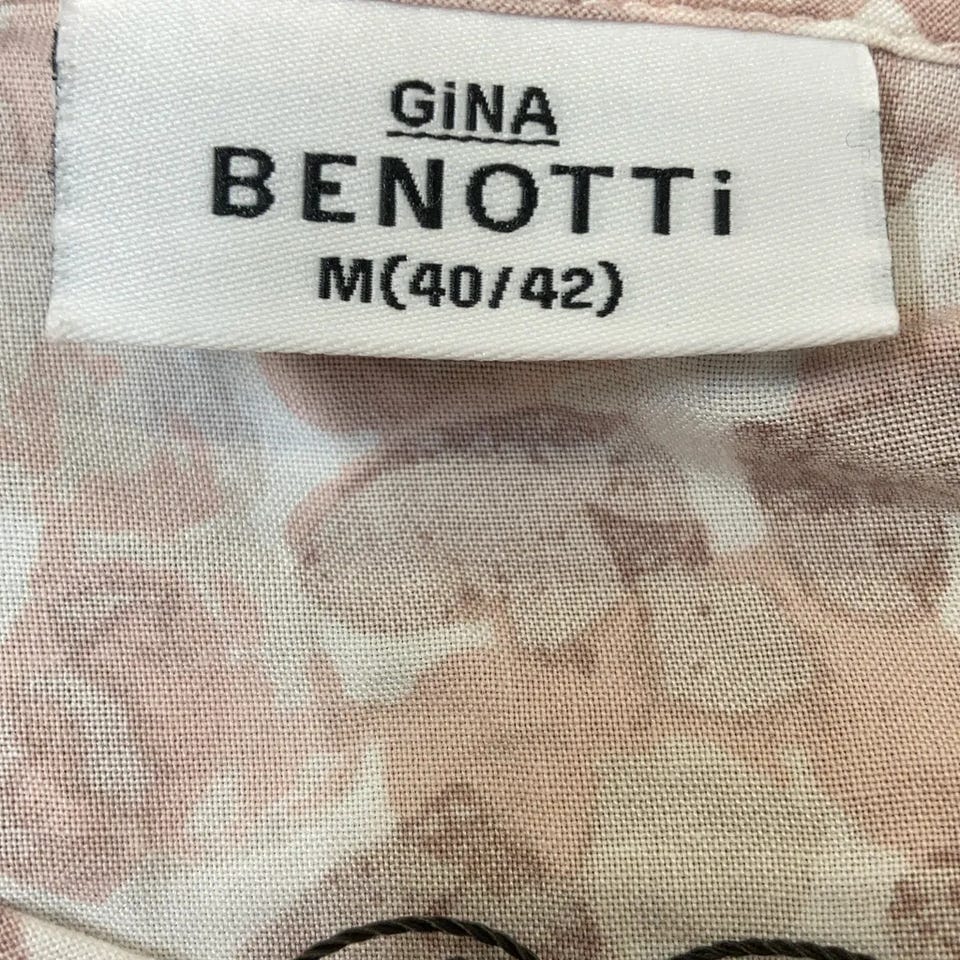 GiNA
BENOTTi
M(40/42)